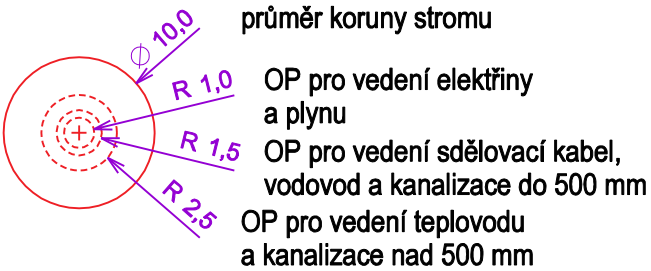 ∅ 10,0
průměr koruny stromu
R 1,0
OP pro vedení elektřiny
a plynu
R 1,5
OP pro vedení sdělovací kabel,
vodovod a kanalizace do 500 mm
R 2,5
OP pro vedení teplovodu
a kanalizace nad 500 mm